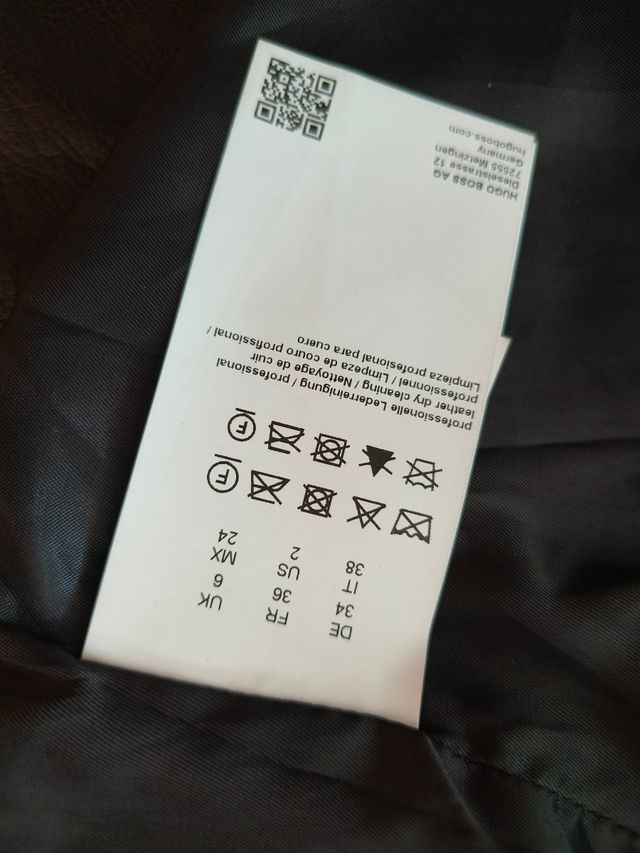 DE FR UK
34 36 6
IT US MX
38 2 24
professionelle Lederreinigung / professional
leather dry cleaning / Nettoyage de cuir
professionnel / Limpeza de couro profissional /
Limpieza profesional para cuero
HUGO BOSS AG
Dieselstrasse 12
72555 Metzingen
Germany
hugoboss.com